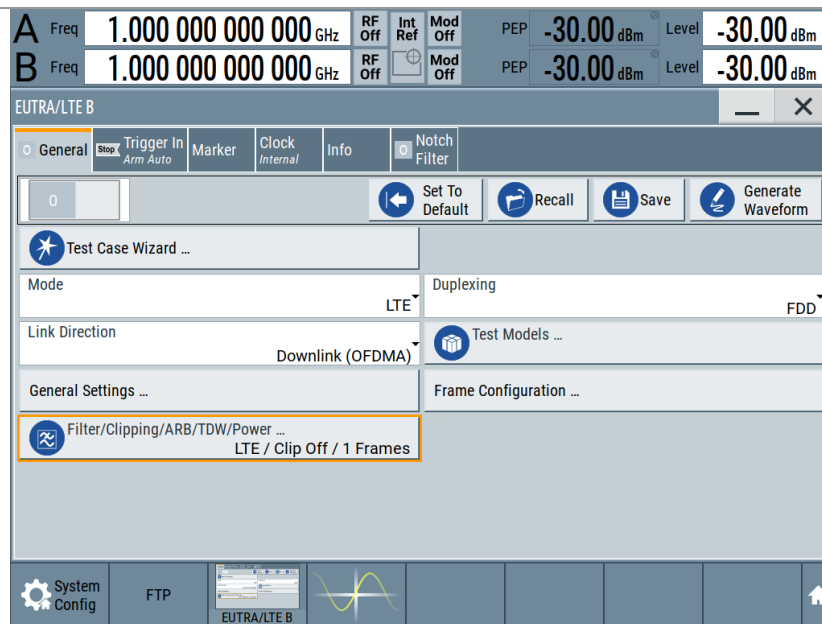 A Freq 1.000 000 000 000 GHz RF Off Int Ref Mod Off PEP -30.00 dBm Level -30.00 dBm
B Freq 1.000 000 000 000 GHz RF Off Mod Off PEP -30.00 dBm Level -30.00 dBm
EUTRA/LTE B
0 General Stop Trigger In Arm Auto Marker Clock Internal Info 0 Notch Filter
0 Set To Default Recall Save Generate Waveform
Test Case Wizard ...
Mode LTE Duplexing FDD
Link Direction Downlink (OFDMA) Test Models ...
General Settings ... Frame Configuration ...
Filter/Clipping/ARB/TDW/Power ...
LTE / Clip Off / 1 Frames
System Config FTP EUTRA/LTE B